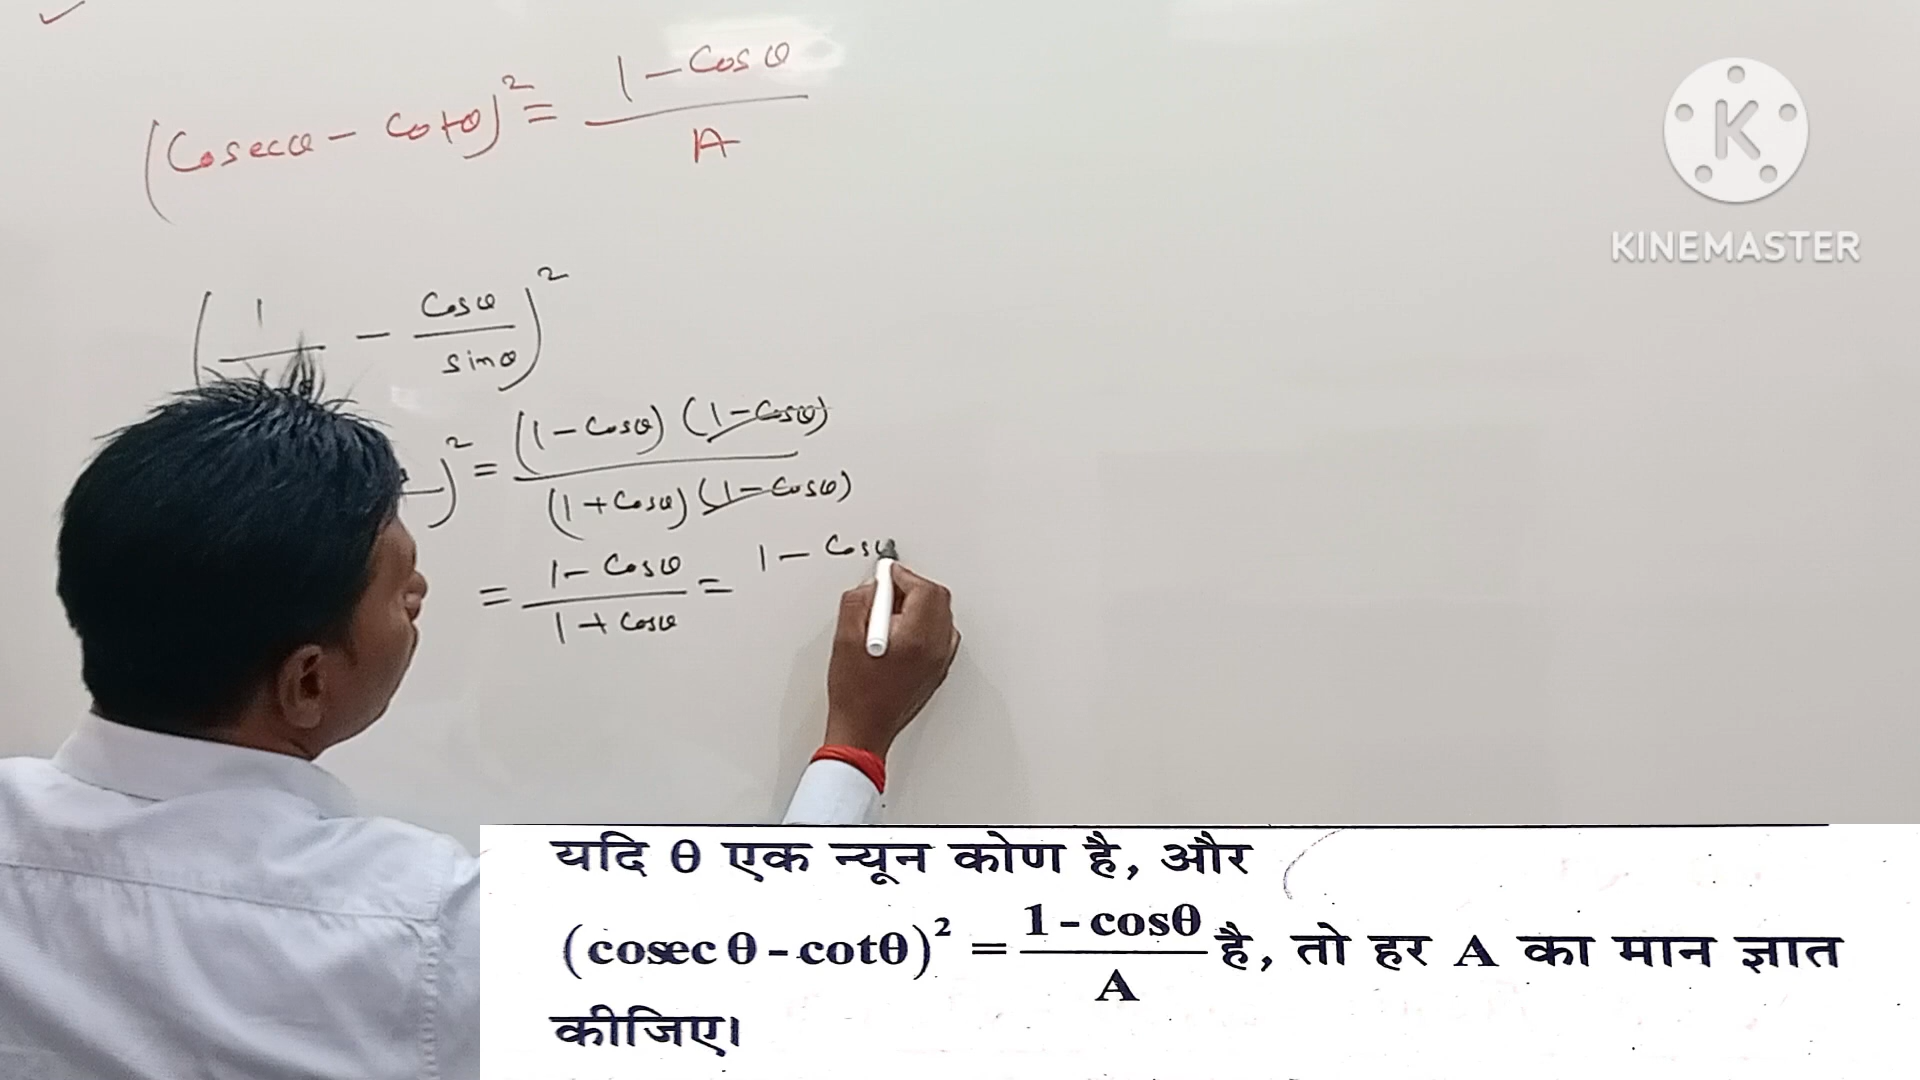 (Cosecθ - Cotθ)² = 1 - Cosθ / A
KINEMASTER
(1 / - Cosθ / sinθ)²
)² = (1 - Cosθ) (1 - Cosθ) / (1 + Cosθ) (1 - Cosθ)
= 1 - Cosθ / 1 + Cosθ = 1 - Cosθ
यदि θ एक न्यून कोण है, और
(cosec θ - cotθ)² = 1 - cosθ / A है, तो हर A का मान ज्ञात
कीजिए।